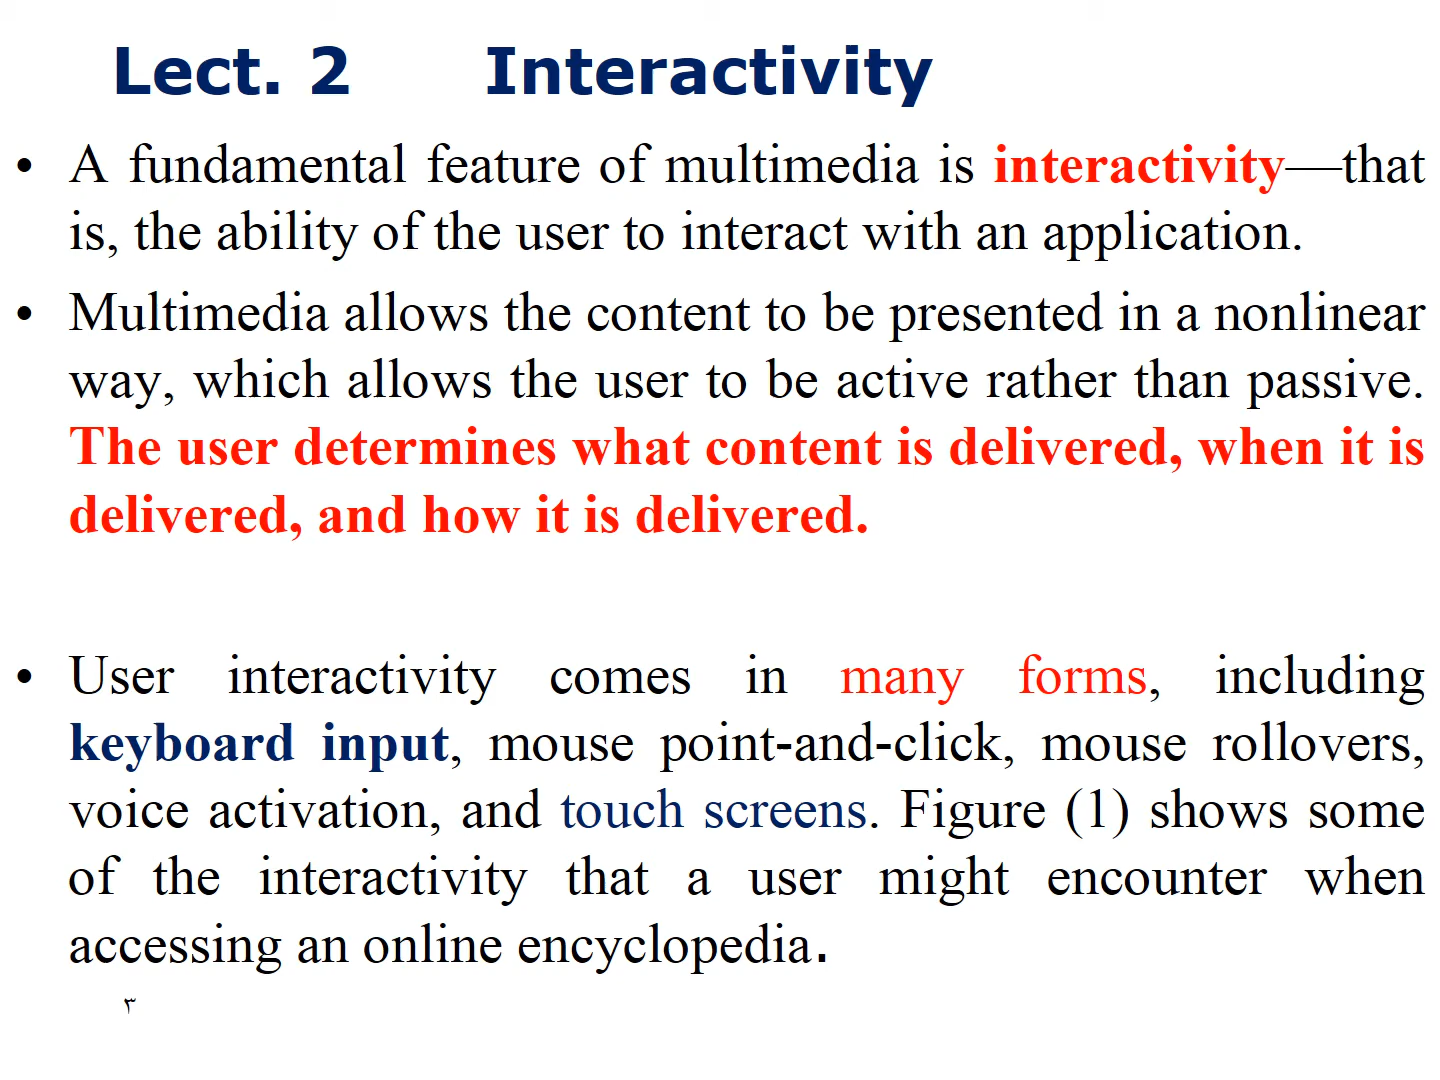 Lect. 2 Interactivity
• A fundamental feature of multimedia is interactivity—that
is, the ability of the user to interact with an application.
• Multimedia allows the content to be presented in a nonlinear
way, which allows the user to be active rather than passive.
The user determines what content is delivered, when it is
delivered, and how it is delivered.
• User interactivity comes in many forms, including
keyboard input, mouse point-and-click, mouse rollovers,
voice activation, and touch screens. Figure (1) shows some
of the interactivity that a user might encounter when
accessing an online encyclopedia.
٣